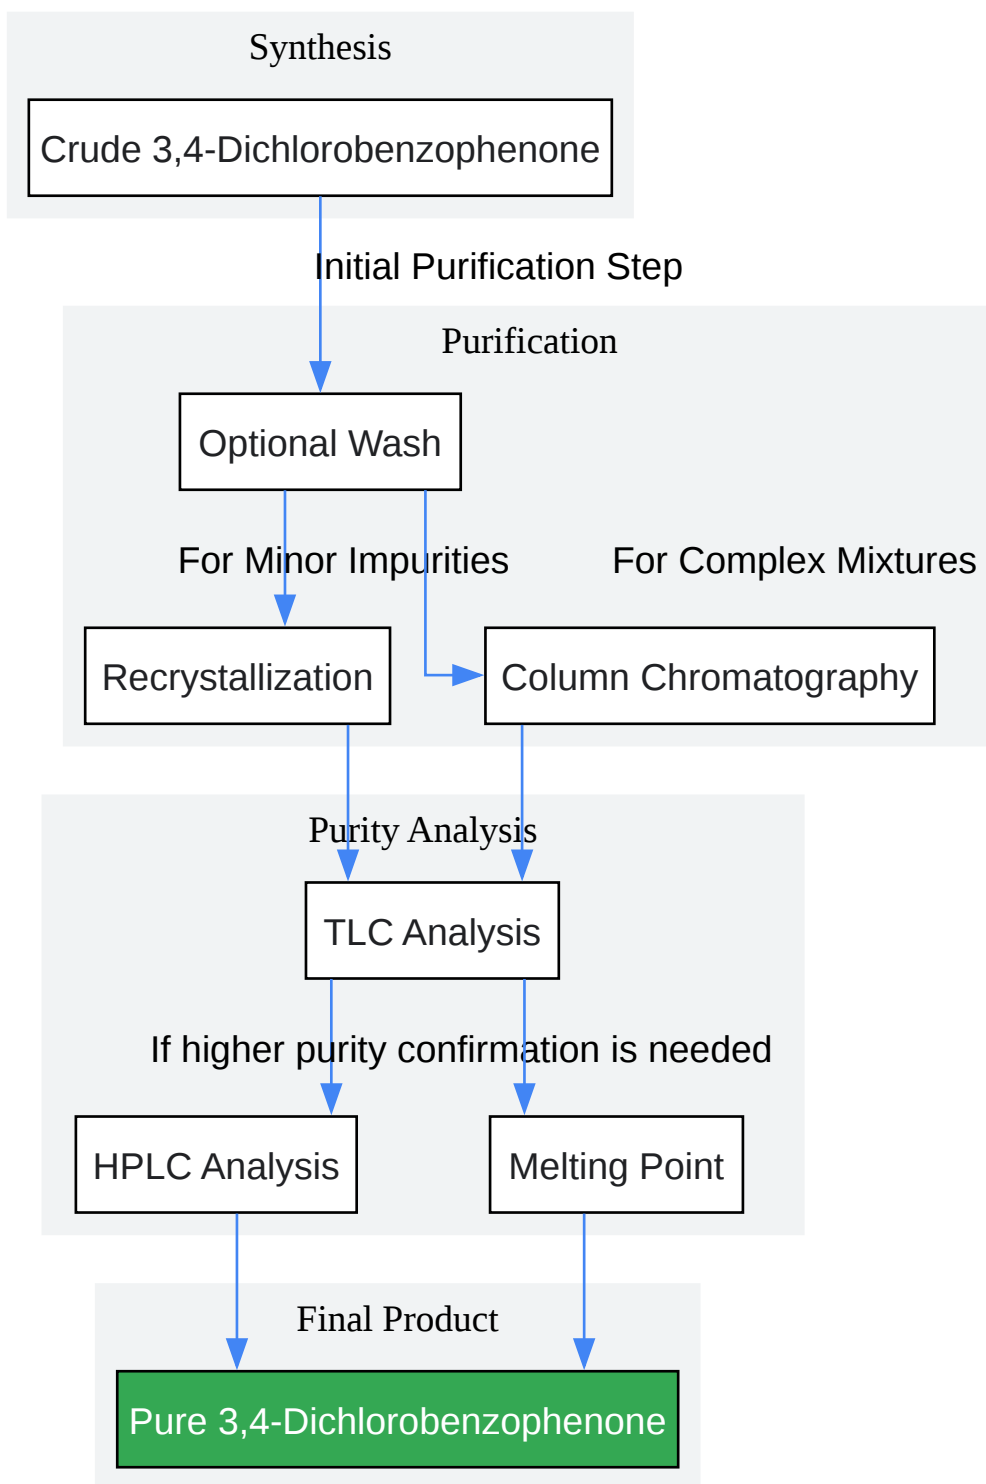 Synthesis
Crude 3,4-Dichlorobenzophenone
Initial Purification Step
Purification
Optional Wash
For Minor Impurities
For Complex Mixtures
Recrystallization
Column Chromatography
Purity Analysis
TLC Analysis
If higher purity confirmation is needed
HPLC Analysis
Melting Point
Final Product
Pure 3,4-Dichlorobenzophenone